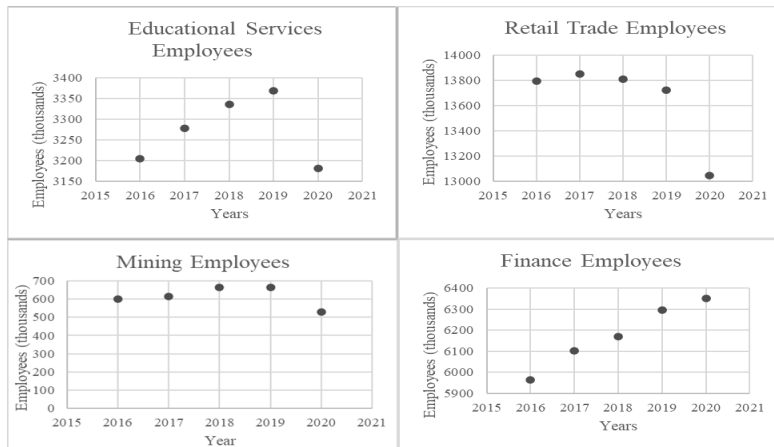 Educational Services
Employees
3400
3350
3300
3250
3200
3150
2015 2016 2017 2018 2019 2020 2021
Employees (thousands)
Years
Retail Trade Employees
14000
13800
13600
13400
13200
13000
2015 2016 2017 2018 2019 2020 2021
Employees (thousands)
Years
Mining Employees
700
600
500
400
300
200
100
0
2015 2016 2017 2018 2019 2020 2021
Employees (thousands)
Year
Finance Employees
6400
6300
6200
6100
6000
5900
2015 2016 2017 2018 2019 2020 2021
Employees (thousands)
Years